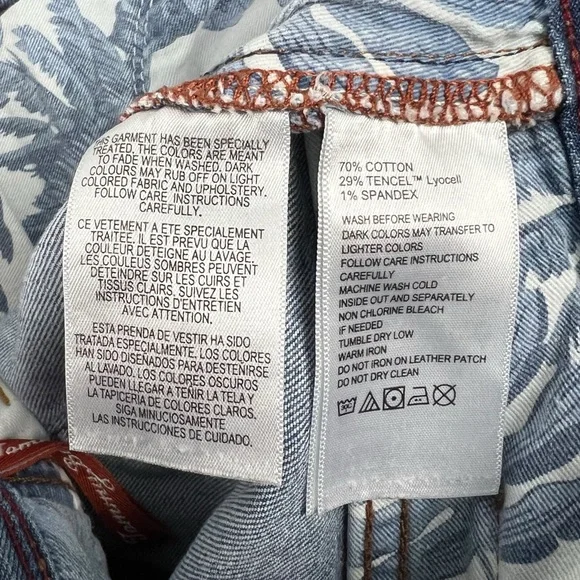 THIS GARMENT HAS BEEN SPECIALLY
TREATED. THE COLORS ARE MEANT
TO FADE WHEN WASHED. DARK
COLOURS MAY RUB OFF ON LIGHT
COLORED FABRIC AND UPHOLSTERY.
FOLLOW CARE INSTRUCTIONS
CAREFULLY.
CE VETEMENT A ETE SPECIALEMENT
TRAITEE. IL EST PREVU QUE LA
COULEUR DETEIGNE AU LAVAGE.
LES COULEUR SOMBRES PEUVENT
DETEINDRE SUR LES CUIRS ET
TISSUS CLAIRS, SUIVEZ LES
INSTRUCTIONS D'ENTRETIEN
AVEC ATTENTION.
ESTA PRENDA DE VESTIR HA SIDO
TRATADA ESPECIALMENTE. LOS COLORES
HAN SIDO DISEÑADOS PARA DESTEÑIRSE
AL LAVADO. LOS COLORES OSCUROS
PUEDEN LLEGAR A TEÑIR LA TELA Y
LA TAPICERIA DE COLORES CLAROS.
SIGA MINUCIOSAMENTE
LAS INSTRUCCIONES DE CUIDADO.
70% COTTON
29% TENCEL™ Lyocell
1% SPANDEX
WASH BEFORE WEARING
DARK COLORS MAY TRANSFER TO
LIGHTER COLORS
FOLLOW CARE INSTRUCTIONS
CAREFULLY
MACHINE WASH COLD
INSIDE OUT AND SEPARATELY
NON CHLORINE BLEACH
IF NEEDED
TUMBLE DRY LOW
WARM IRON
DO NOT IRON ON LEATHER PATCH
DO NOT DRY CLEAN